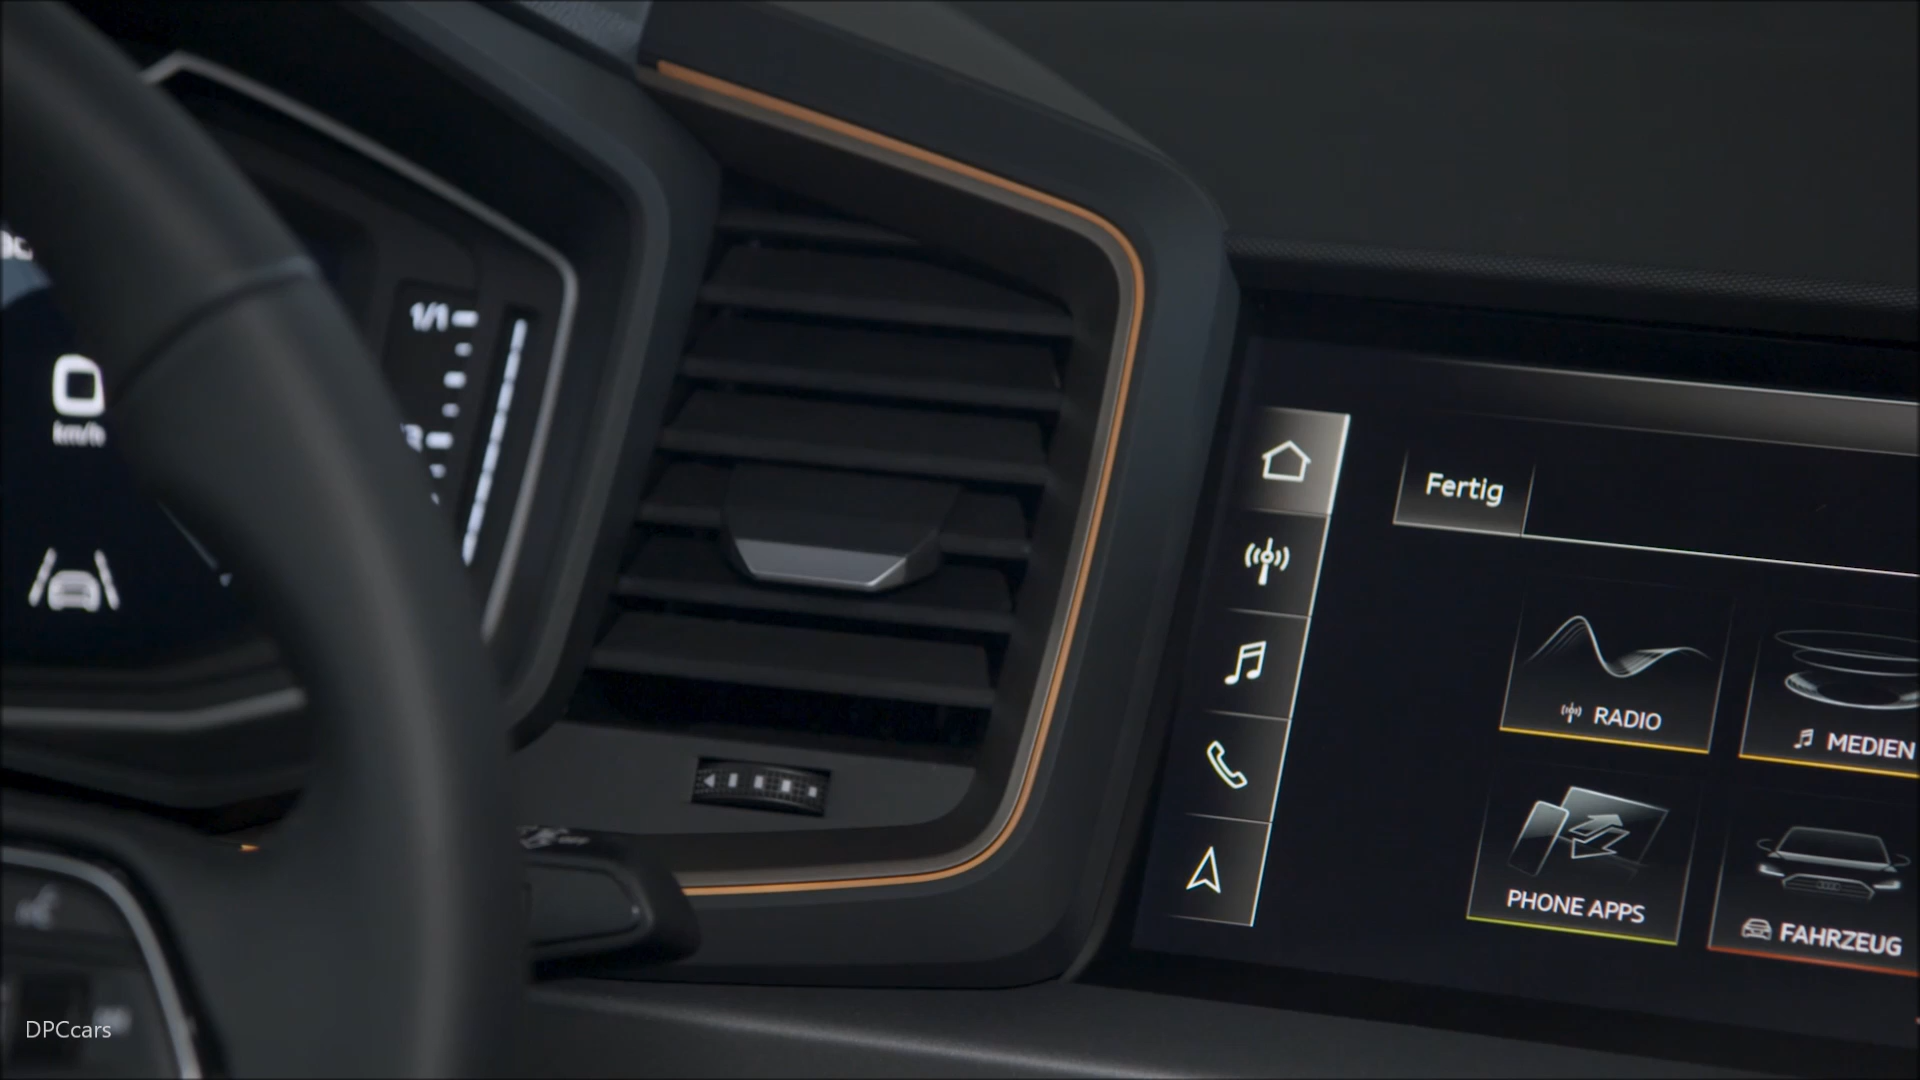 1/1
0
km/h
Fertig
RADIO
MEDIEN
PHONE APPS
FAHRZEUG
DPCcars